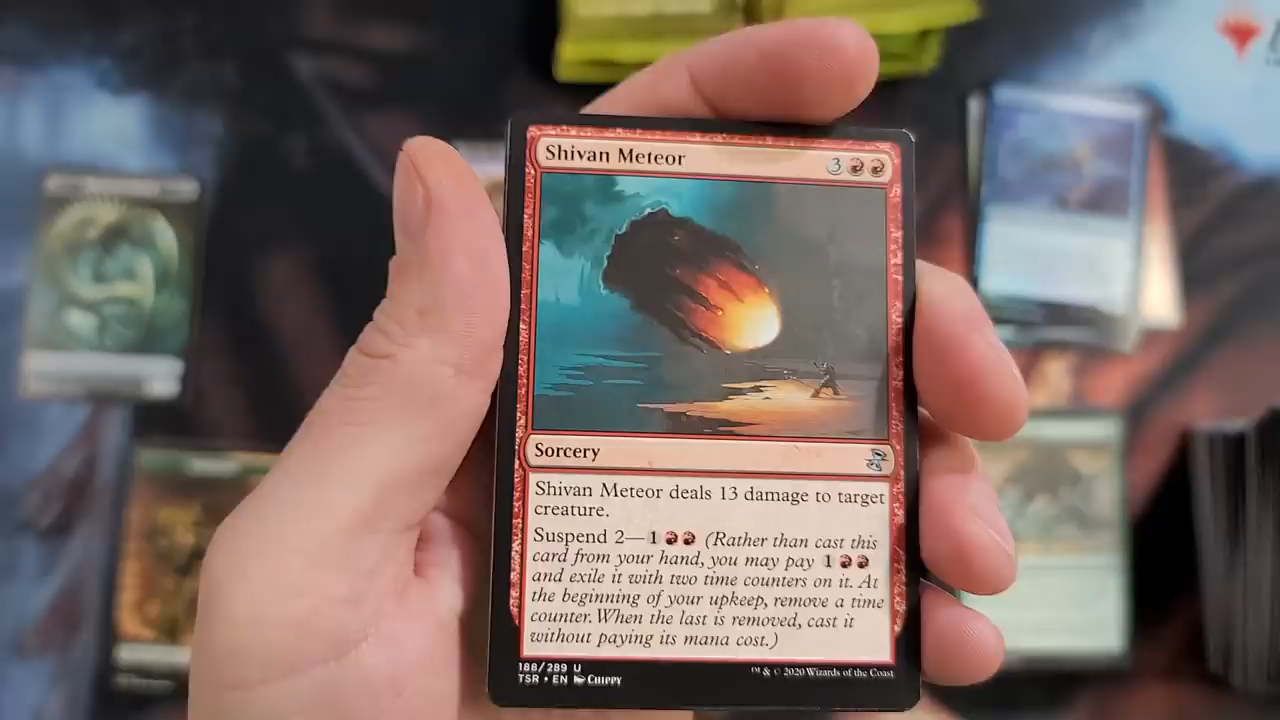 Shivan Meteor 3
Sorcery
Shivan Meteor deals 13 damage to target
creature.
Suspend 2—1 (Rather than cast this
card from your hand, you may pay 1
and exile it with two time counters on it. At
the beginning of your upkeep, remove a time
counter. When the last is removed, cast it
without paying its mana cost.)
188/289 U
TSR • EN Chippy
™ & © 2020 Wizards of the Coast